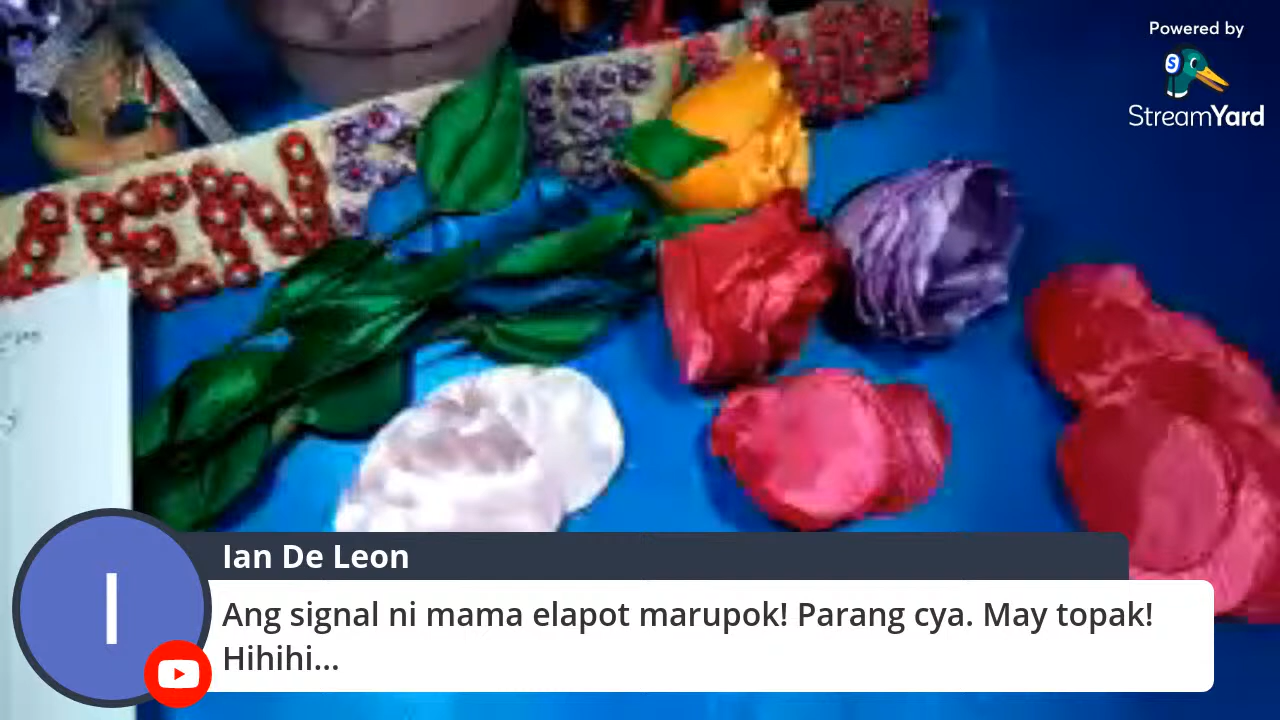 Powered by
StreamYard
Ian De Leon
Ang signal ni mama elapot marupok! Parang cya. May topak!
Hihihi...